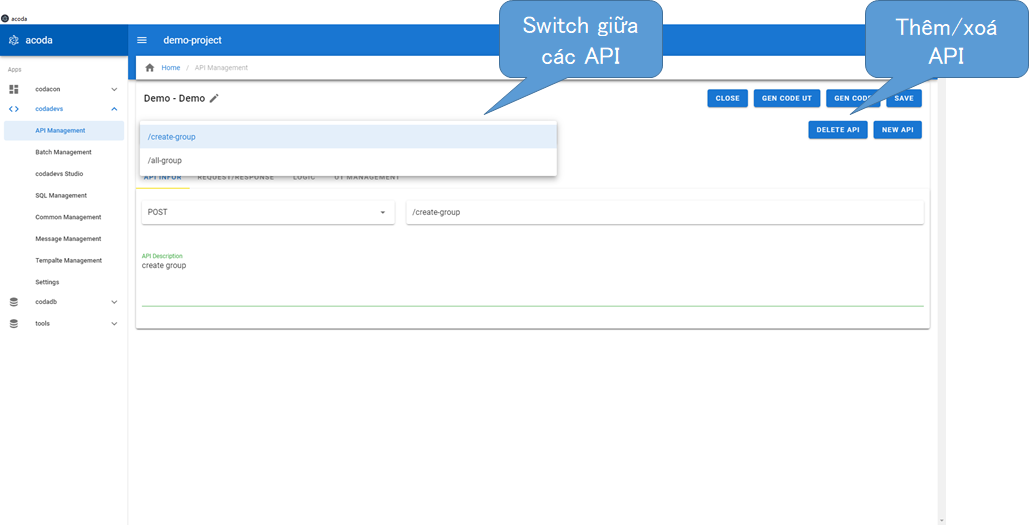 acoda
Switch giữa
các API
Thêm/xoá
API
acoda
demo-project
Apps
Home / API Management
codacon
Demo - Demo
CLOSE
GEN CODE UT
GEN CODE
SAVE
codadevs
API Management
DELETE API
NEW API
/create-group
Batch Management
/all-group
codadevs Studio
API INFOR
REQUEST/RESPONSE
LOGIC
UT MANAGEMENT
SQL Management
POST
/create-group
Common Management
Message Management
API Description
create group
Tempalte Management
Settings
codadb
tools